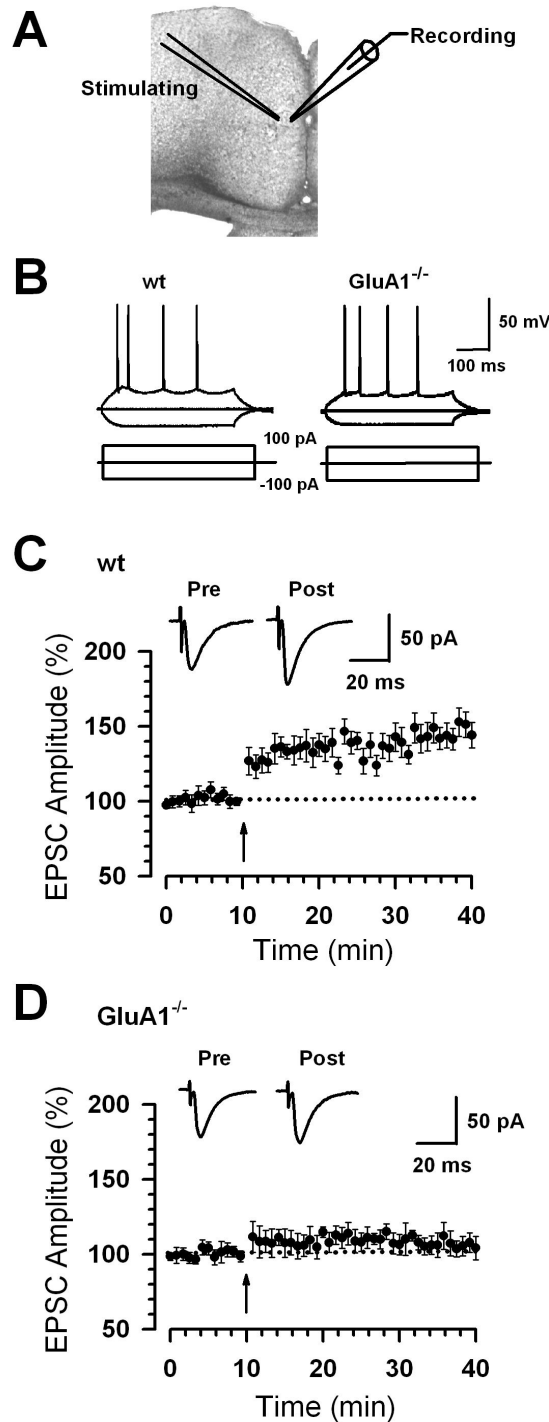 A
Recording
Stimulating
B
wt
GluA1-/-
50 mV
100 ms
100 pA
-100 pA
C
wt
Pre
Post
50 pA
20 ms
EPSC Amplitude (%)
200
150
100
50
0
10
20
30
40
Time (min)
D
GluA1-/-
Pre
Post
50 pA
20 ms
EPSC Amplitude (%)
200
150
100
50
0
10
20
30
40
Time (min)